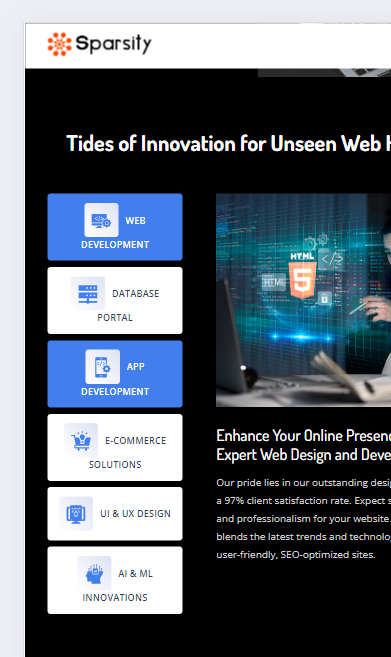 Sparsity
Tides of Innovation for Unseen Web
WEB
DEVELOPMENT
DATABASE
PORTAL
APP
DEVELOPMENT
E-COMMERCE
SOLUTIONS
UI & UX DESIGN
AI & ML
INNOVATIONS
HTML
5
</>
HTML
Enhance Your Online Presenc
Expert Web Design and Deve
Our pride lies in our outstanding desig
a 97% client satisfaction rate. Expect s
and professionalism for your website.
blends the latest trends and technolo
user-friendly, SEO-optimized sites.